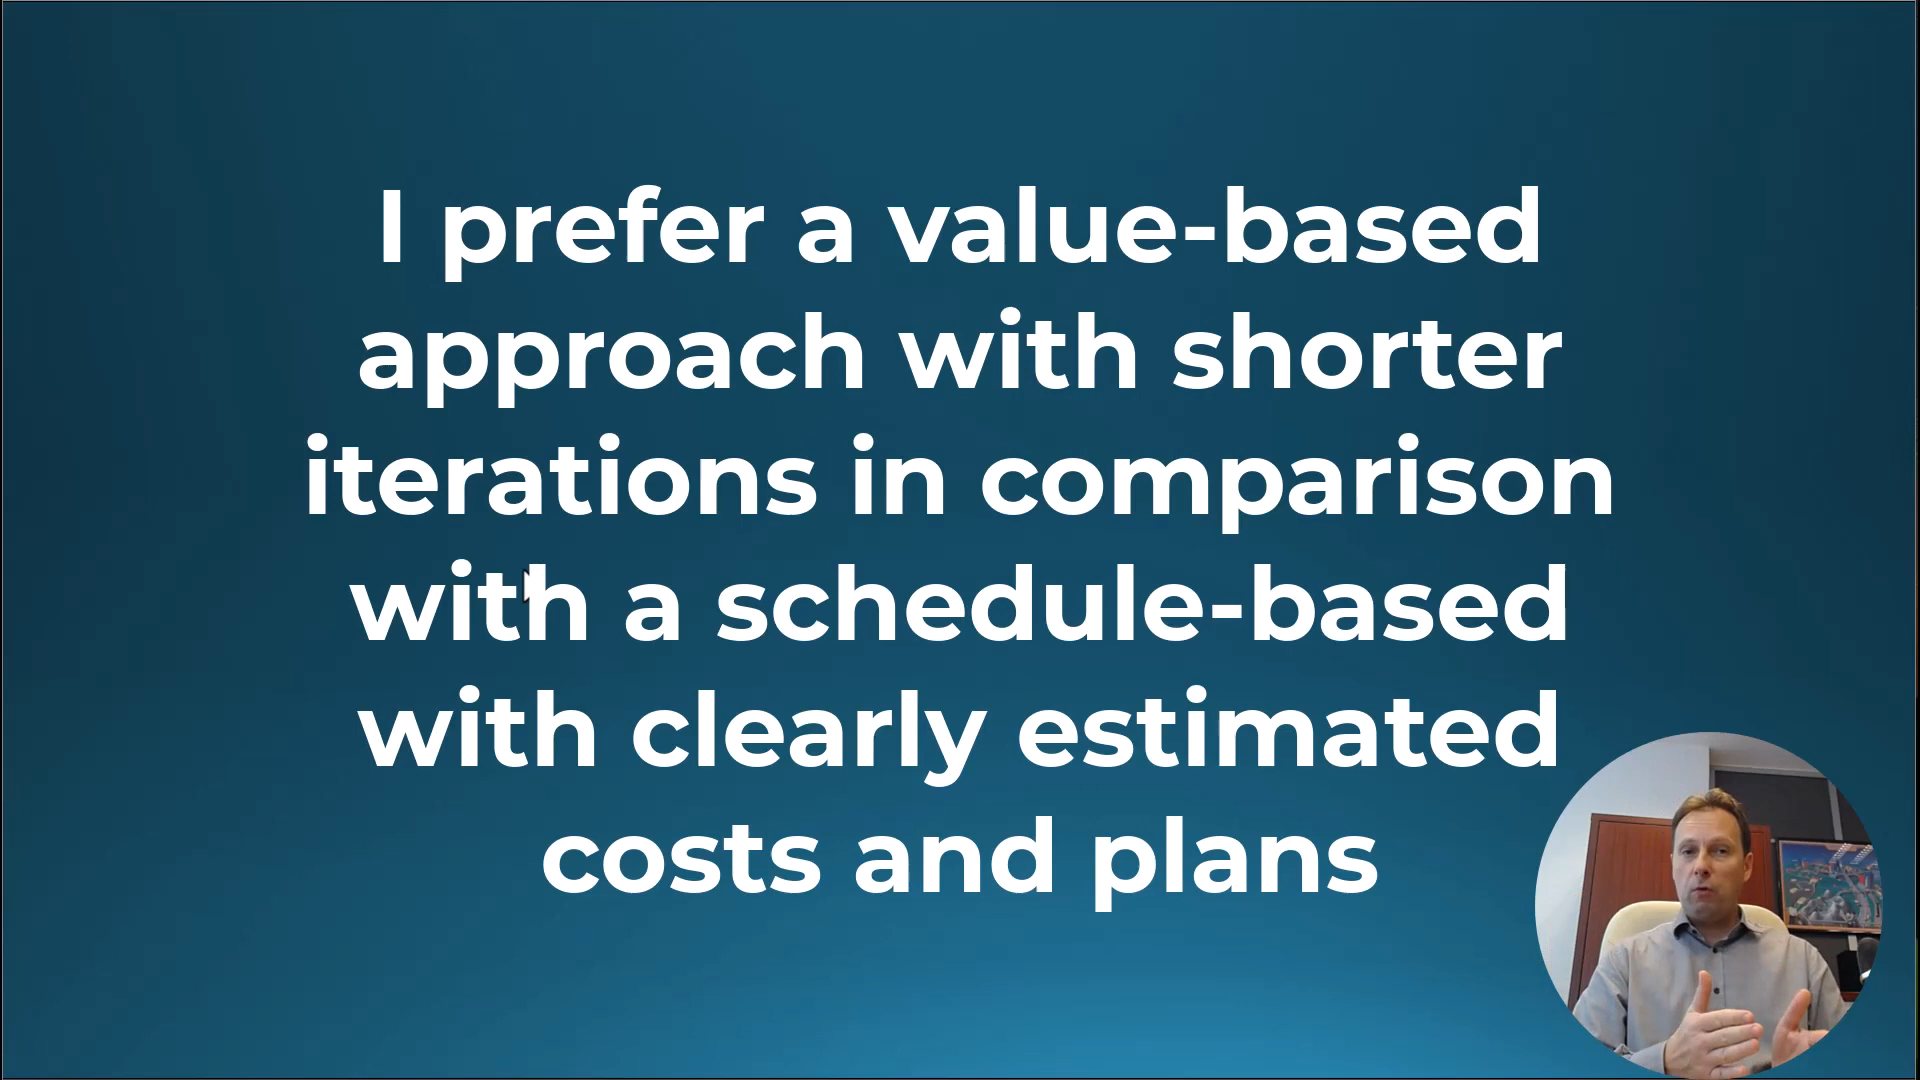 I prefer a value-based
approach with shorter
iterations in comparison
with a schedule-based
with clearly estimated
costs and plans